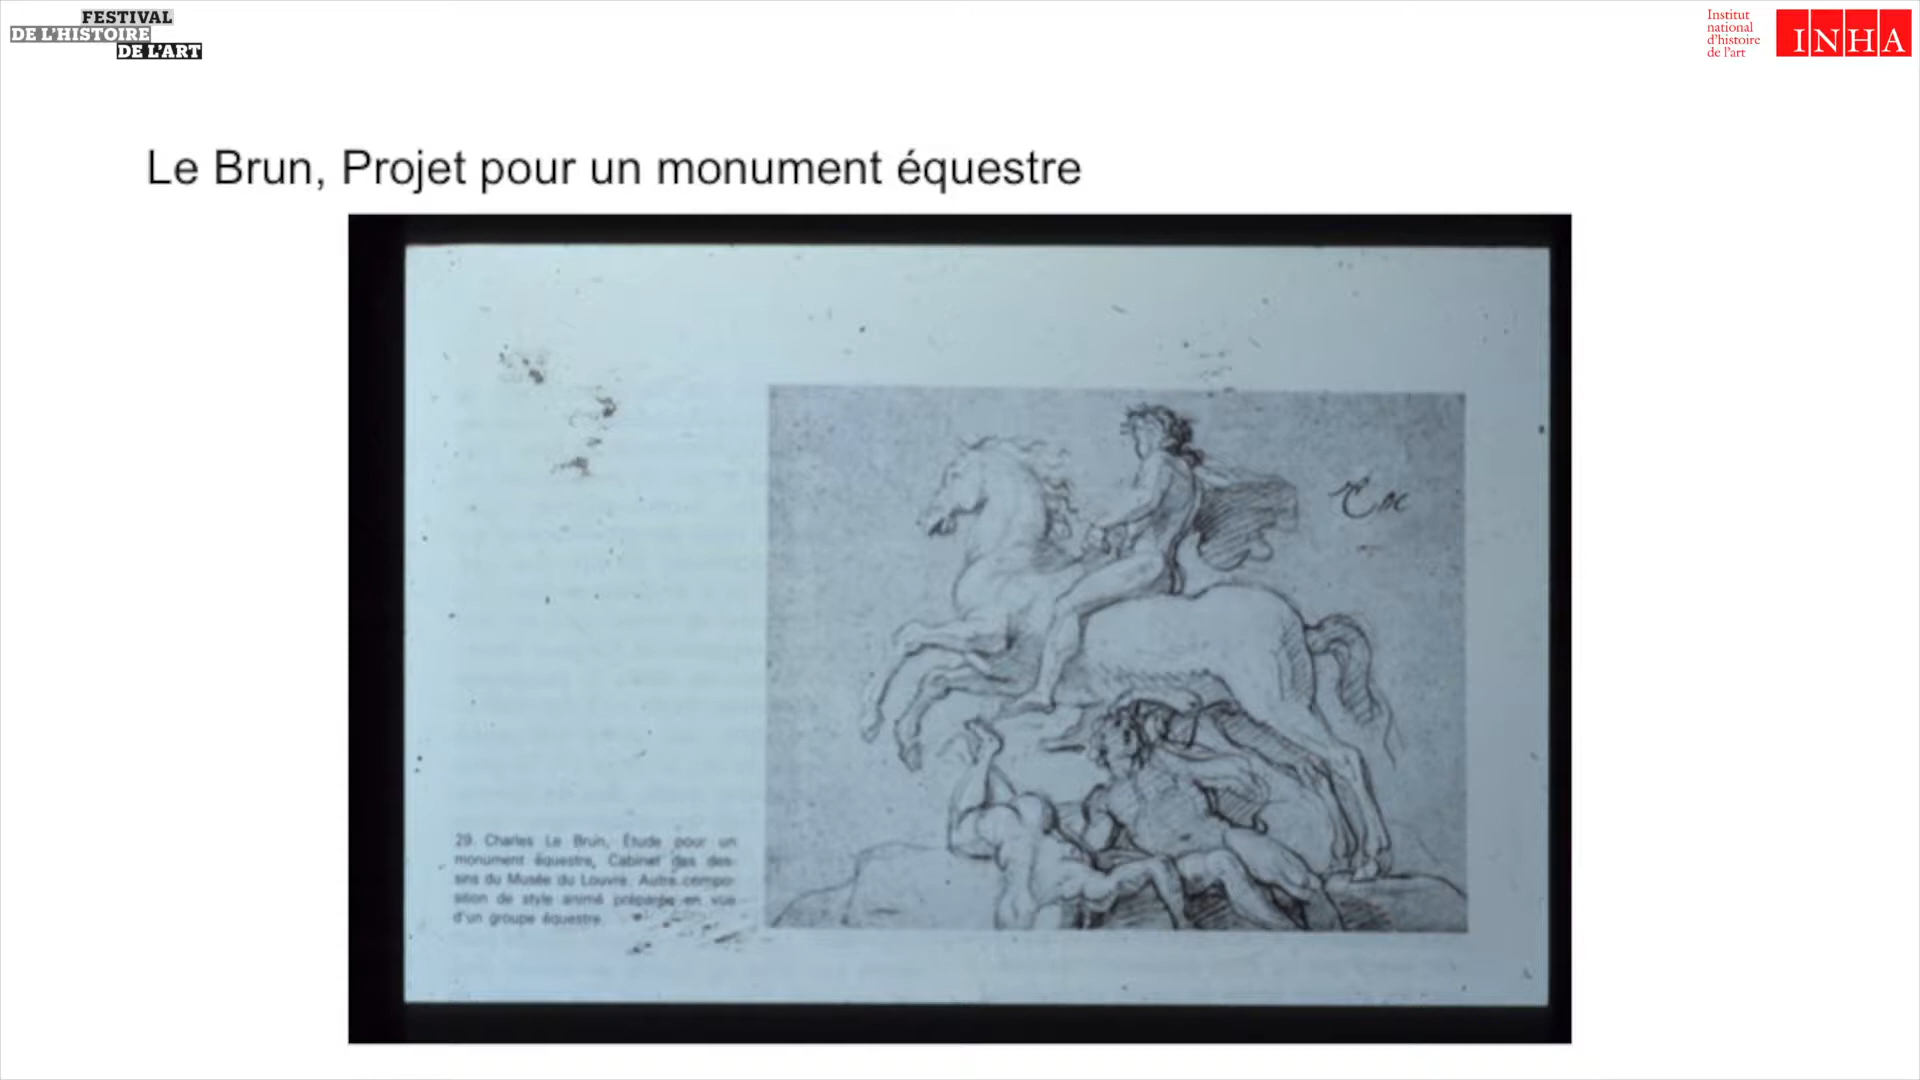 FESTIVAL
DE L'HISTOIRE
DE L'ART
Institut
national
d'histoire
de l'art
INHA
Le Brun, Projet pour un monument équestre
29. Charles Le Brun, Étude pour un
monument équestre, Cabinet des des-
sins du Musée du Louvre. Autre compo-
sition de style animé préparée en vue
d'un groupe équestre.